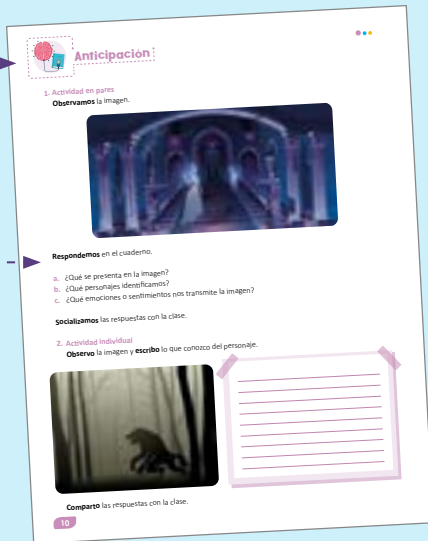 Anticipación
1. Actividad en pares
Observamos la imagen.
Respondemos en el cuaderno.
a. ¿Qué se presenta en la imagen?
b. ¿Qué personajes identificamos?
c. ¿Qué emociones o sentimientos nos transmite la imagen?
Socializamos las respuestas con la clase.
2. Actividad individual
Observo la imagen y escribo lo que conozco del personaje.
Comparto las respuestas con la clase.
10